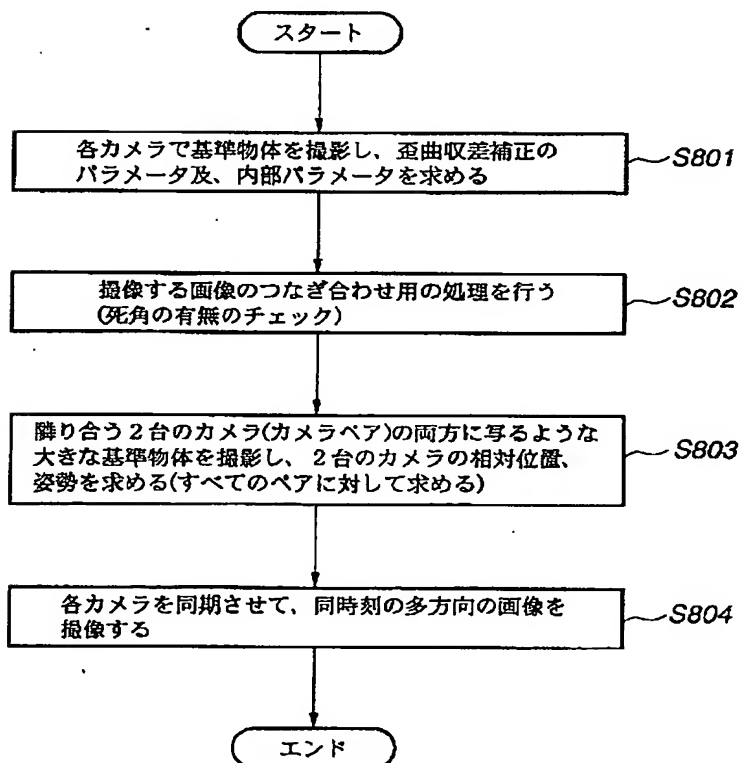 スタート
各カメラで基準物体を撮影し、歪曲収差補正の
パラメータ及、内部パラメータを求める
S801
撮像する画像のつなぎ合わせ用の処理を行う
(死角の有無のチェック)
S802
隣り合う2台のカメラ(カメラペア)の両方に写るような
大きな基準物体を撮影し、2台のカメラの相対位置、
姿勢を求める(すべてのペアに対して求める)
S803
各カメラを同期させて、同時刻の多方向の画像を
撮像する
S804
エンド